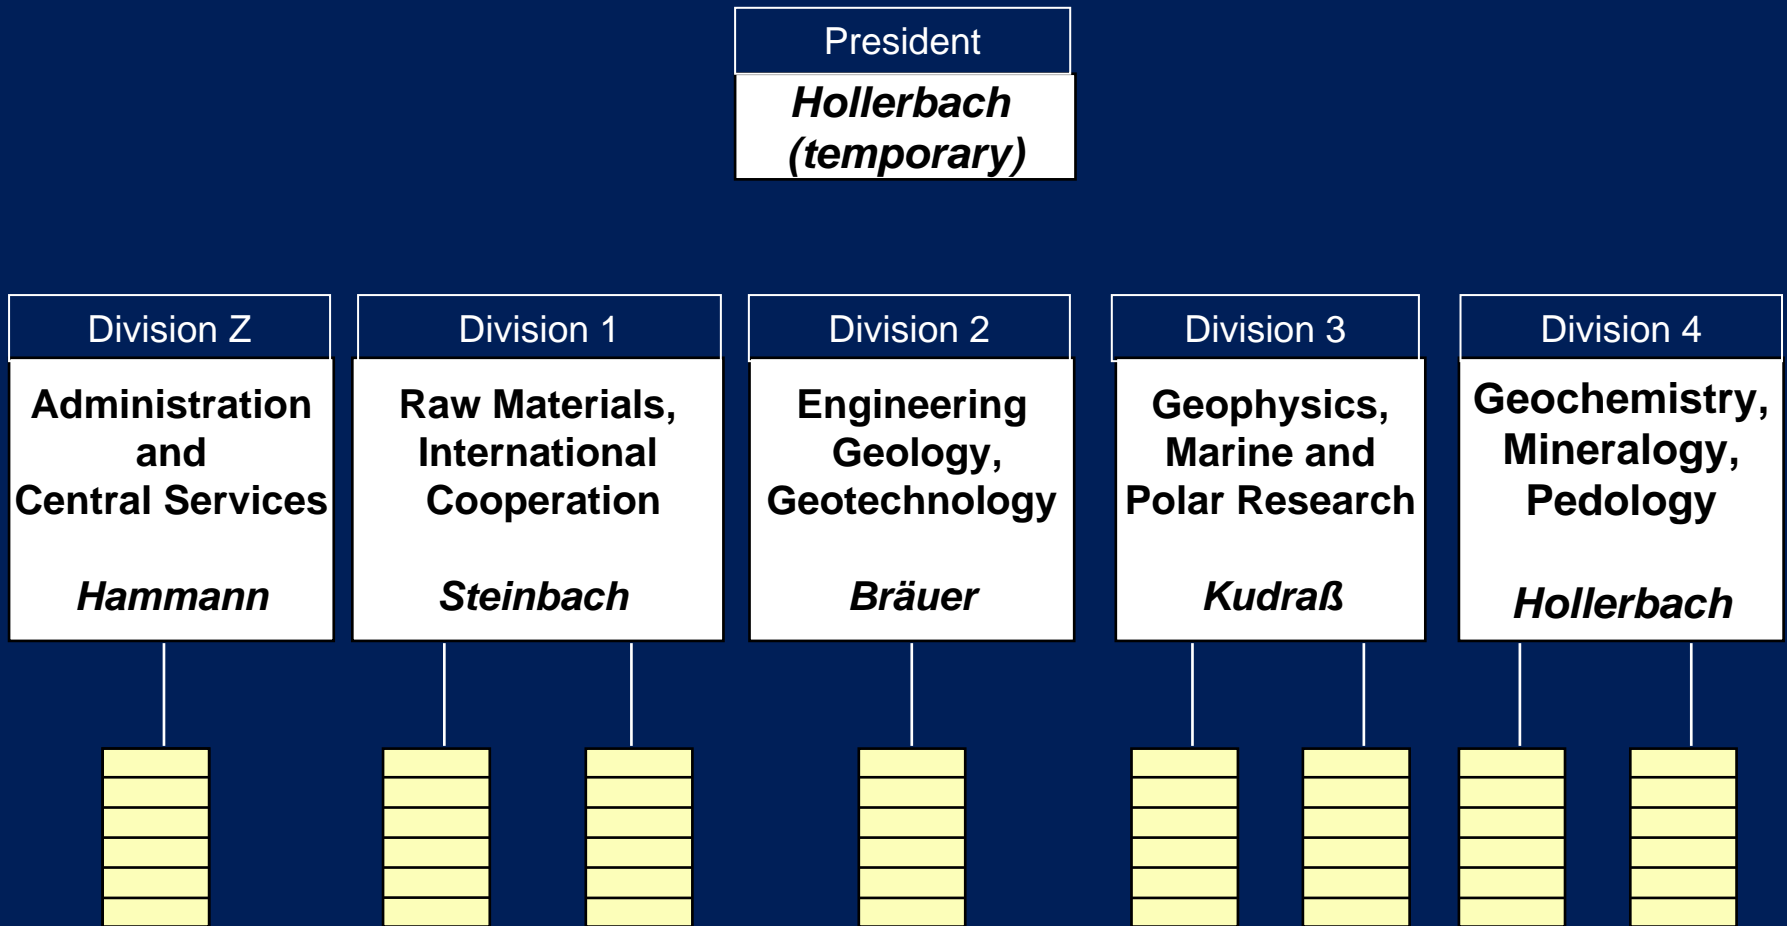 President
Hollerbach
(temporary)
Division Z
Administration
and
Central Services
Hammann
Division 1
Raw Materials,
International
Cooperation
Steinbach
Division 2
Engineering
Geology,
Geotechnology
Bräuer
Division 3
Geophysics,
Marine and
Polar Research
Kudraß
Division 4
Geochemistry,
Mineralogy,
Pedology
Hollerbach